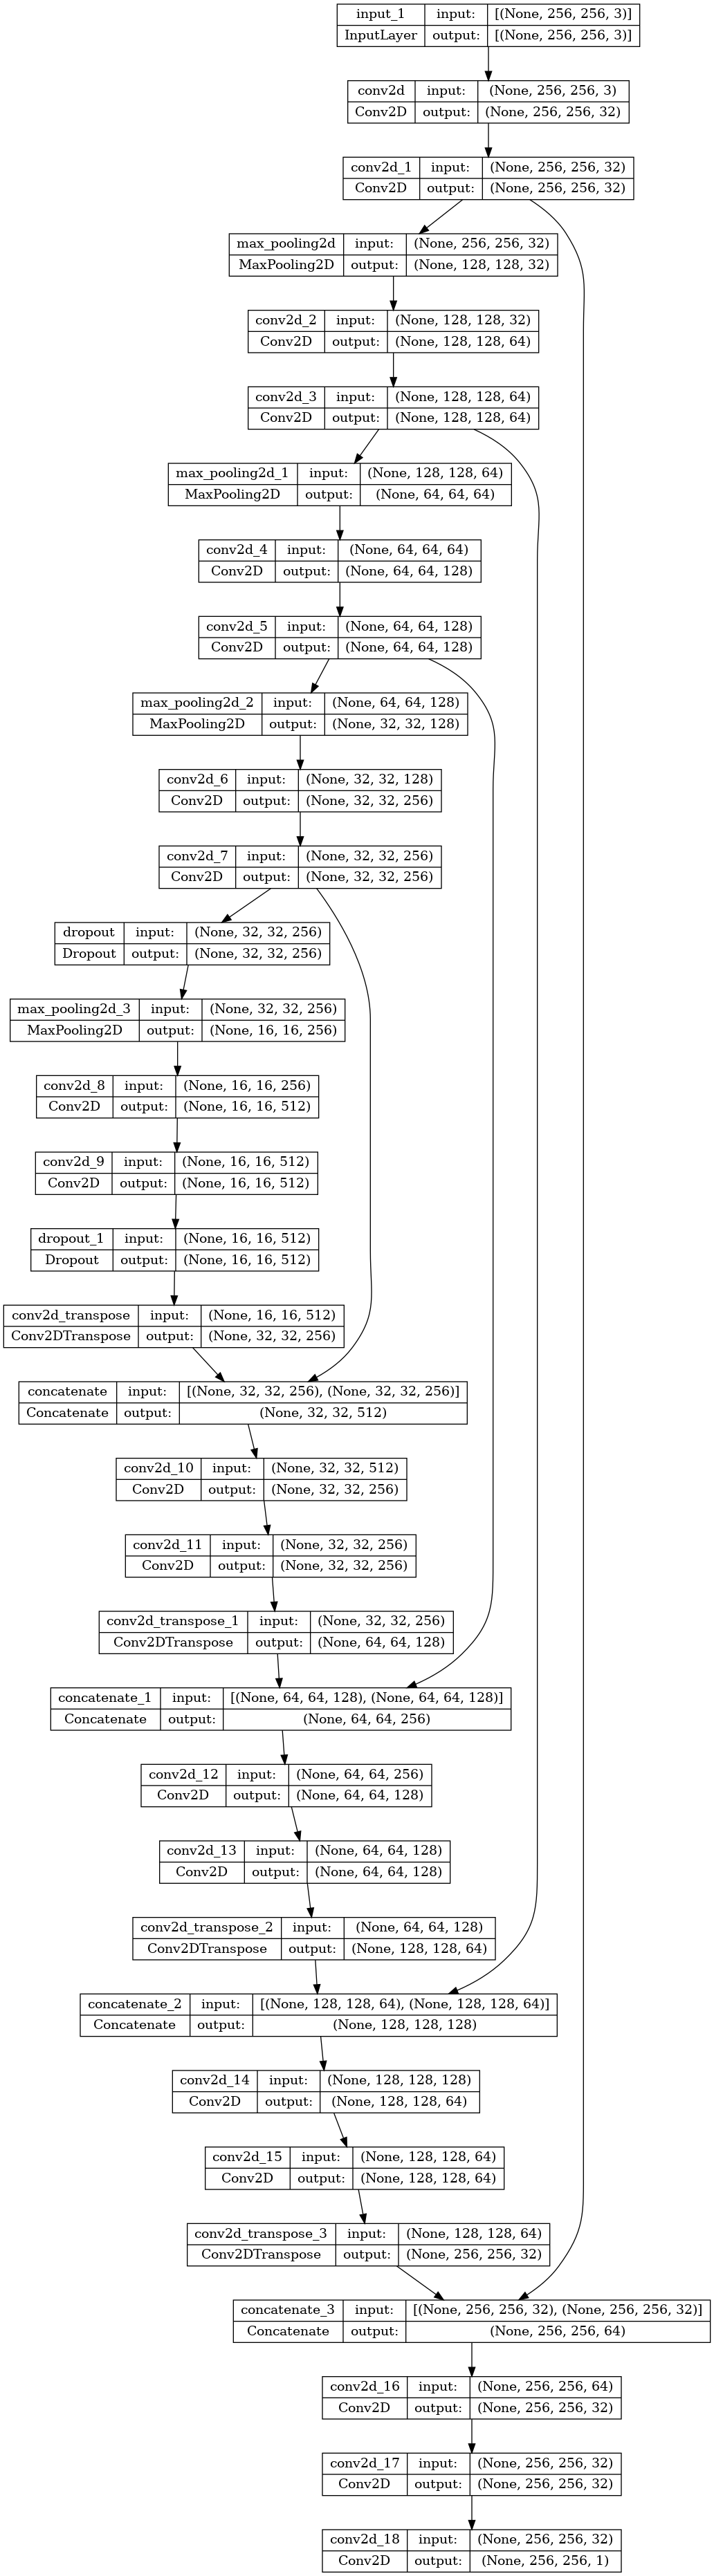 input_1 input: [(None, 256, 256, 3)]
InputLayer output: [(None, 256, 256, 3)]
conv2d input: (None, 256, 256, 3)
Conv2D output: (None, 256, 256, 32)
conv2d_1 input: (None, 256, 256, 32)
Conv2D output: (None, 256, 256, 32)
max_pooling2d input: (None, 256, 256, 32)
MaxPooling2D output: (None, 128, 128, 32)
conv2d_2 input: (None, 128, 128, 32)
Conv2D output: (None, 128, 128, 64)
conv2d_3 input: (None, 128, 128, 64)
Conv2D output: (None, 128, 128, 64)
max_pooling2d_1 input: (None, 128, 128, 64)
MaxPooling2D output: (None, 64, 64, 64)
conv2d_4 input: (None, 64, 64, 64)
Conv2D output: (None, 64, 64, 128)
conv2d_5 input: (None, 64, 64, 128)
Conv2D output: (None, 64, 64, 128)
max_pooling2d_2 input: (None, 64, 64, 128)
MaxPooling2D output: (None, 32, 32, 128)
conv2d_6 input: (None, 32, 32, 128)
Conv2D output: (None, 32, 32, 256)
conv2d_7 input: (None, 32, 32, 256)
Conv2D output: (None, 32, 32, 256)
dropout input: (None, 32, 32, 256)
Dropout output: (None, 32, 32, 256)
max_pooling2d_3 input: (None, 32, 32, 256)
MaxPooling2D output: (None, 16, 16, 256)
conv2d_8 input: (None, 16, 16, 256)
Conv2D output: (None, 16, 16, 512)
conv2d_9 input: (None, 16, 16, 512)
Conv2D output: (None, 16, 16, 512)
dropout_1 input: (None, 16, 16, 512)
Dropout output: (None, 16, 16, 512)
conv2d_transpose input: (None, 16, 16, 512)
Conv2DTranspose output: (None, 32, 32, 256)
concatenate input: [(None, 32, 32, 256), (None, 32, 32, 256)]
Concatenate output: (None, 32, 32, 512)
conv2d_10 input: (None, 32, 32, 512)
Conv2D output: (None, 32, 32, 256)
conv2d_11 input: (None, 32, 32, 256)
Conv2D output: (None, 32, 32, 256)
conv2d_transpose_1 input: (None, 32, 32, 256)
Conv2DTranspose output: (None, 64, 64, 128)
concatenate_1 input: [(None, 64, 64, 128), (None, 64, 64, 128)]
Concatenate output: (None, 64, 64, 256)
conv2d_12 input: (None, 64, 64, 256)
Conv2D output: (None, 64, 64, 128)
conv2d_13 input: (None, 64, 64, 128)
Conv2D output: (None, 64, 64, 128)
conv2d_transpose_2 input: (None, 64, 64, 128)
Conv2DTranspose output: (None, 128, 128, 64)
concatenate_2 input: [(None, 128, 128, 64), (None, 128, 128, 64)]
Concatenate output: (None, 128, 128, 128)
conv2d_14 input: (None, 128, 128, 128)
Conv2D output: (None, 128, 128, 64)
conv2d_15 input: (None, 128, 128, 64)
Conv2D output: (None, 128, 128, 64)
conv2d_transpose_3 input: (None, 128, 128, 64)
Conv2DTranspose output: (None, 256, 256, 32)
concatenate_3 input: [(None, 256, 256, 32), (None, 256, 256, 32)]
Concatenate output: (None, 256, 256, 64)
conv2d_16 input: (None, 256, 256, 64)
Conv2D output: (None, 256, 256, 32)
conv2d_17 input: (None, 256, 256, 32)
Conv2D output: (None, 256, 256, 32)
conv2d_18 input: (None, 256, 256, 32)
Conv2D output: (None, 256, 256, 1)